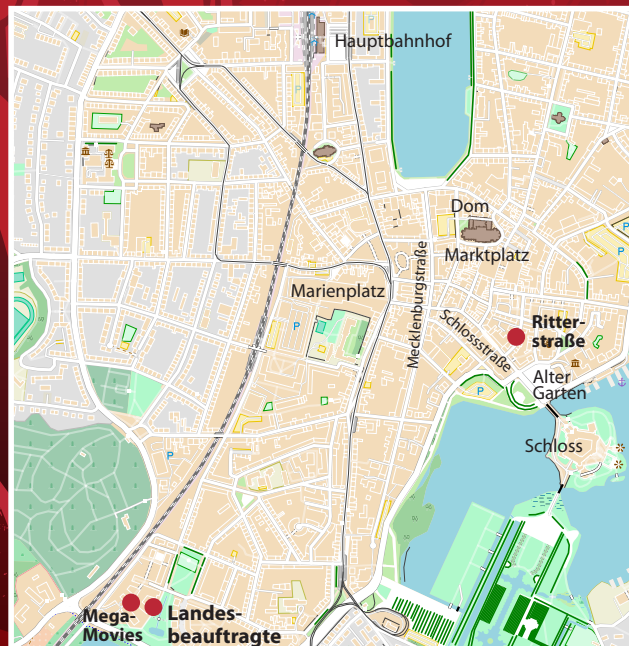 Hauptbahnhof
Dom
Marktplatz
Marienplatz
Mecklenburgstraße
Schlossstraße
Ritter-
straße
Alter
Garten
Schloss
Mega-
Movies
Landes-
beauftragte
P
P
P
P
P
P